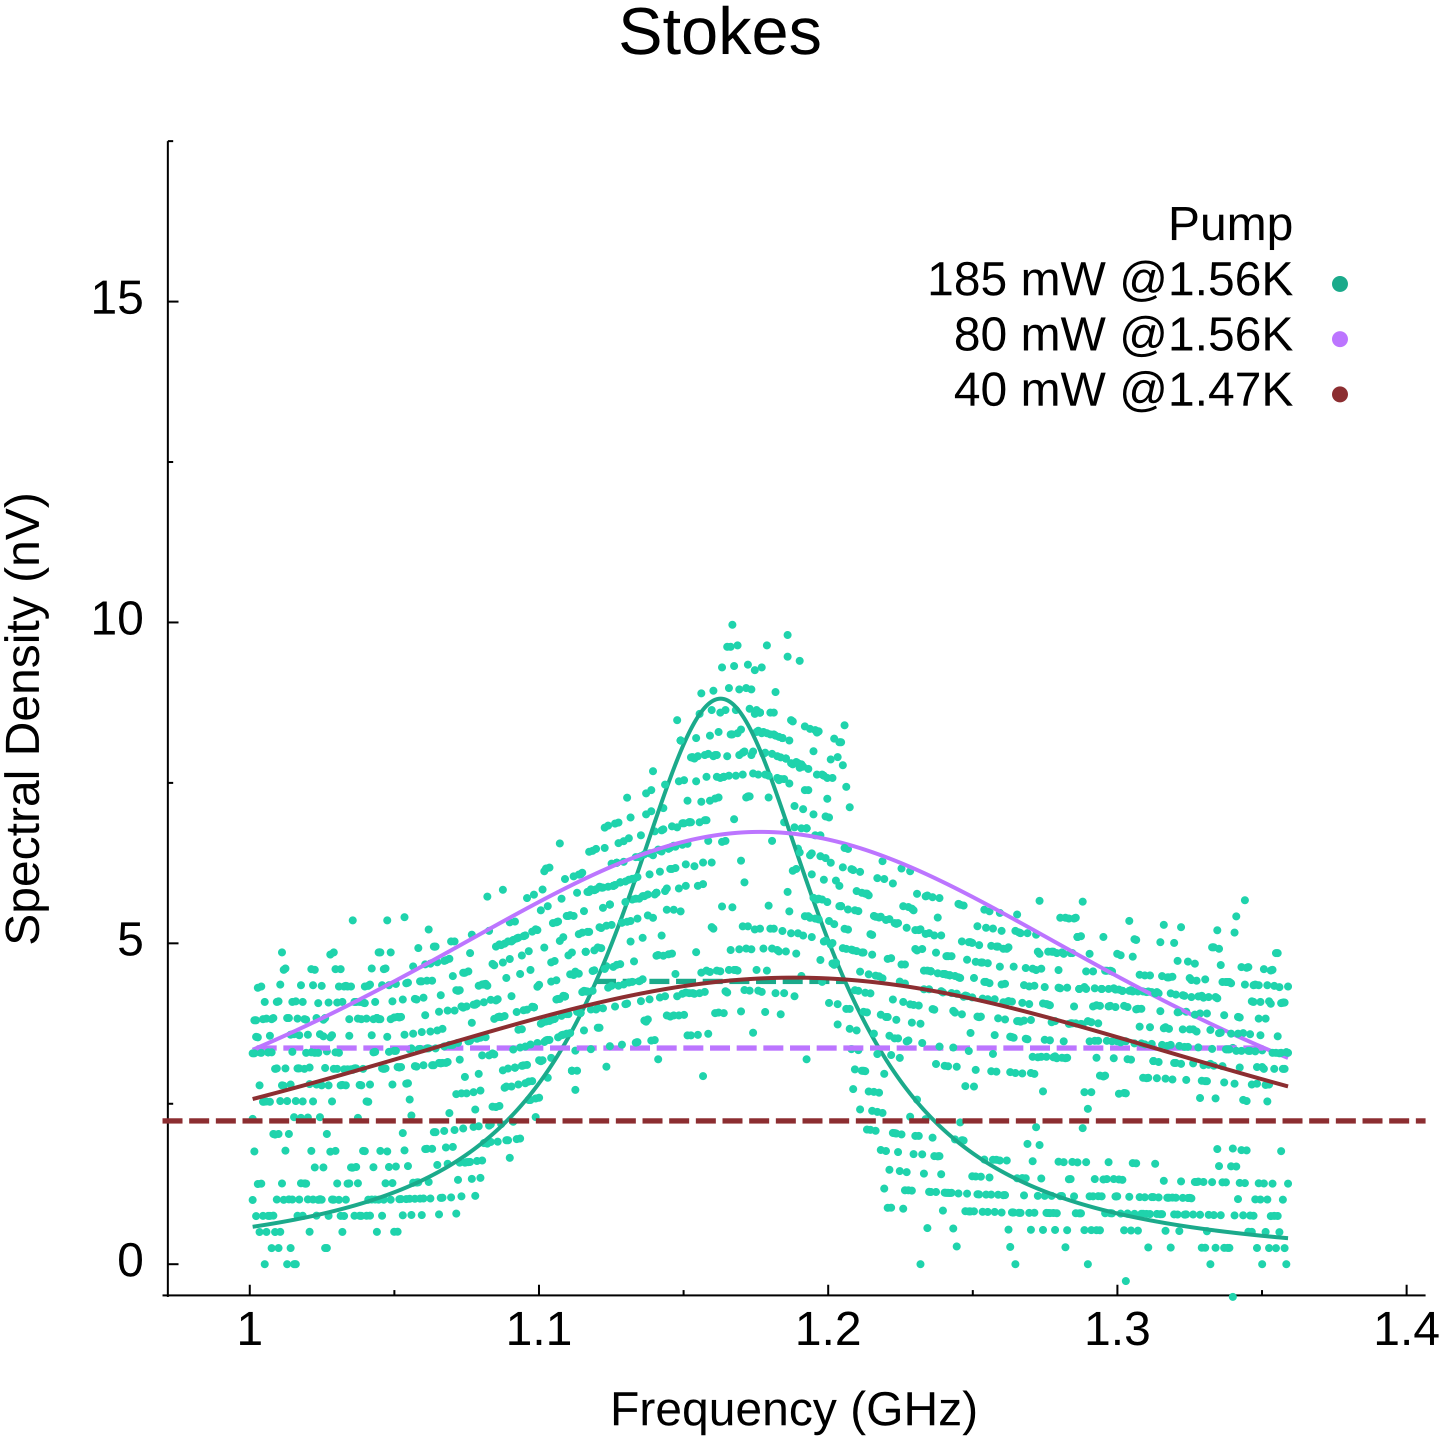 Stokes
Pump
185 mW @1.56K
80 mW @1.56K
40 mW @1.47K
Spectral Density (nV)
15
10
5
0
1
1.1
1.2
1.3
1.4
Frequency (GHz)